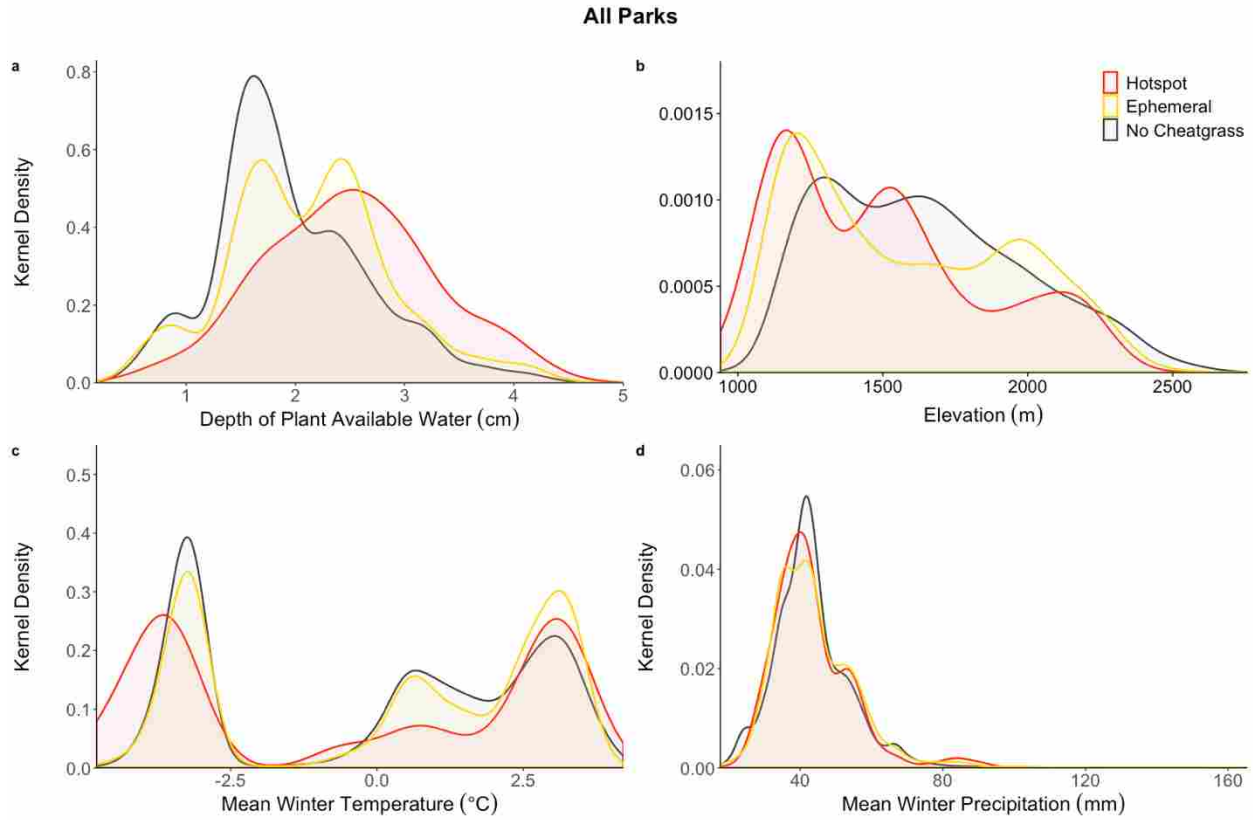 All Parks
a
0.8
0.6
0.4
0.2
0.0
Kernel Density
1 2 3 4 5
Depth of Plant Available Water (cm)
b
Hotspot
Ephemeral
No Cheatgrass
0.0015
0.0010
0.0005
0.0000
1000 1500 2000 2500
Elevation (m)
c
0.5
0.4
0.3
0.2
0.1
0.0
Kernel Density
-2.5 0.0 2.5
Mean Winter Temperature (°C)
d
0.06
0.04
0.02
0.00
Kernel Density
40 80 120 160
Mean Winter Precipitation (mm)